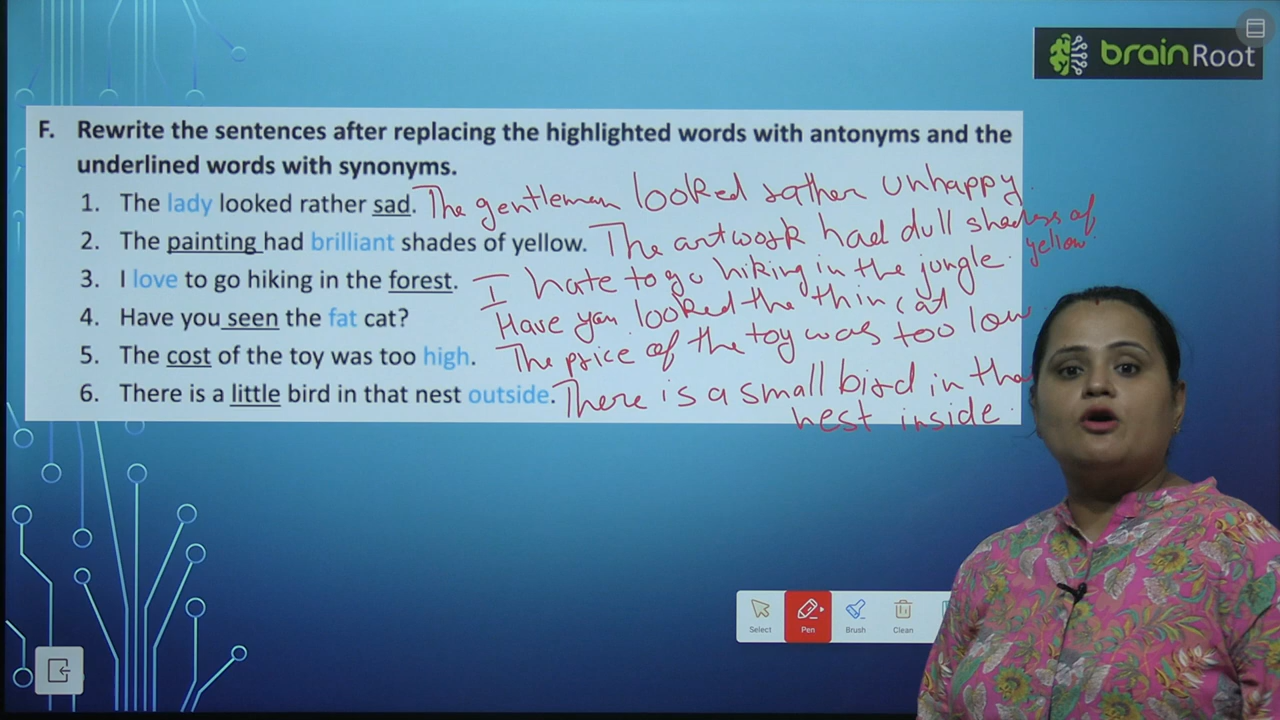 brainRoot
F. Rewrite the sentences after replacing the highlighted words with antonyms and the
underlined words with synonyms.
1. The lady looked rather sad. The gentleman looked rather unhappy.
2. The painting had brilliant shades of yellow. The artwork had dull shades of
yellow.
3. I love to go hiking in the forest. I hate to go hiking in the jungle.
4. Have you seen the fat cat? Have you looked the thin cat
5. The cost of the toy was too high. The price of the toy was too low
6. There is a little bird in that nest outside. There is a small bird in tha
nest inside.
Select Pen Brush Clean